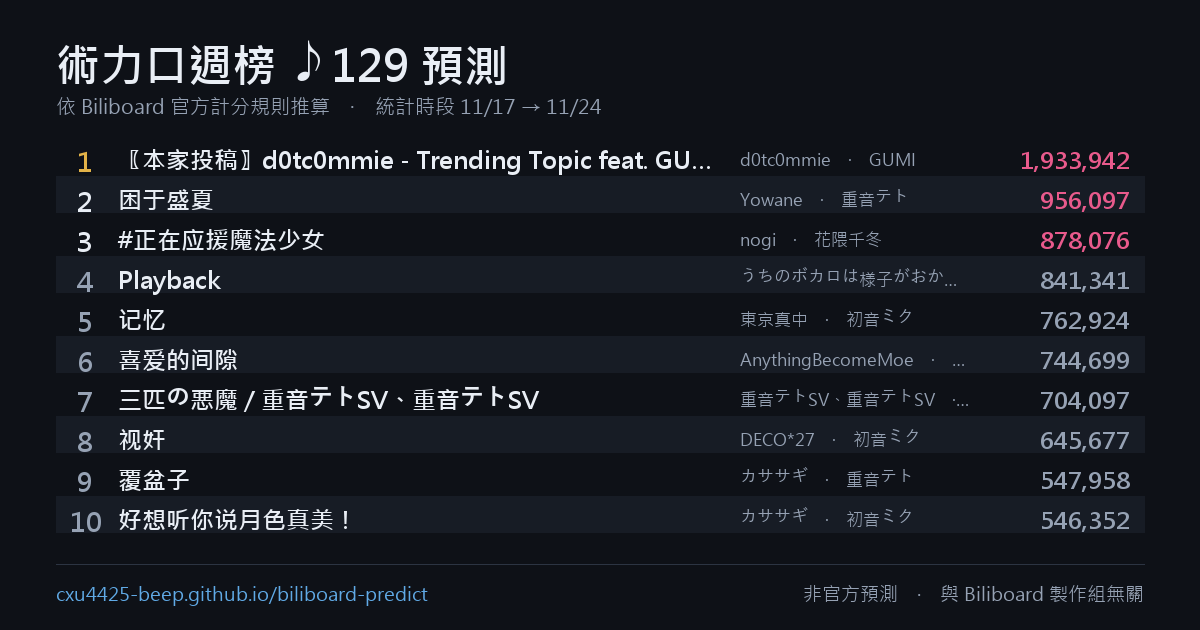 術力口週榜 ♪129 預測
依 Biliboard 官方計分規則推算 · 統計時段 11/17 → 11/24
1 〖本家投稿〗d0tc0mmie - Trending Topic feat. GU... d0tc0mmie · GUMI 1,933,942
2 困于盛夏 Yowane · 重音テト 956,097
3 #正在应援魔法少女 nogi · 花隈千冬 878,076
4 Playback うちのボカロは様子がおか... 841,341
5 记忆 東京真中 · 初音ミク 762,924
6 喜爱的间隙 AnythingBecomeMoe · ... 744,699
7 三匹の悪魔 / 重音テトSV、重音テトSV 重音テトSV、重音テトSV ·... 704,097
8 视奸 DECO*27 · 初音ミク 645,677
9 覆盆子 カササギ · 重音テト 547,958
10 好想听你说月色真美！ カササギ · 初音ミク 546,352
cxu4425-beep.github.io/biliboard-predict 非官方預測 · 與 Biliboard 製作組無關